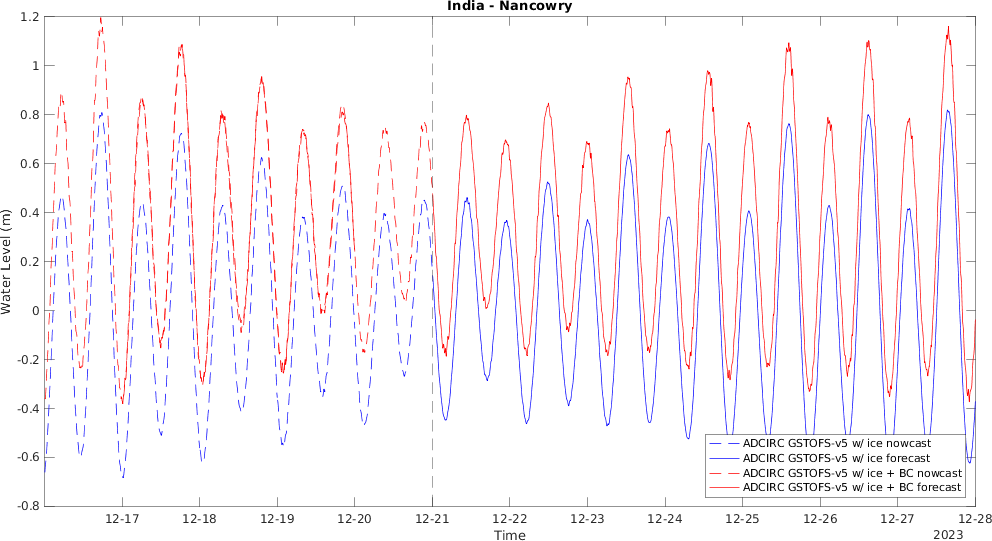 India - Nancowry
1.2
1
0.8
0.6
0.4
0.2
0
-0.2
-0.4
-0.6
-0.8
Water Level (m)
ADCIRC GSTOFS-v5 w/ ice nowcast
ADCIRC GSTOFS-v5 w/ ice forecast
ADCIRC GSTOFS-v5 w/ ice + BC nowcast
ADCIRC GSTOFS-v5 w/ ice + BC forecast
12-17 12-18 12-19 12-20 12-21 12-22 12-23 12-24 12-25 12-26 12-27 12-28
Time
2023